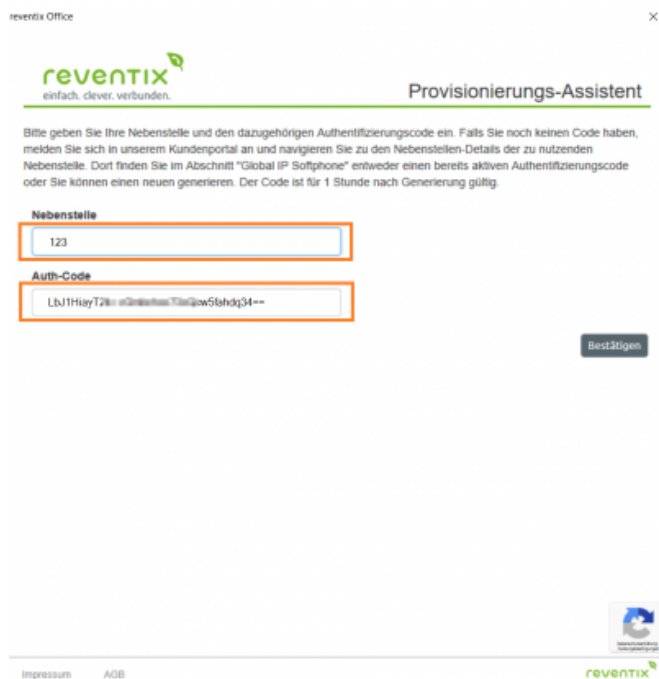 reventix Office
reventix
einfach. clever. verbunden.
Provisionierungs-Assistent
Bitte geben Sie Ihre Nebenstelle und den dazugehörigen Authentifizierungscode ein. Falls Sie noch keinen Code haben,
melden Sie sich in unserem Kundenportal an und navigieren Sie zu den Nebenstellen-Details der zu nutzenden
Nebenstelle. Dort finden Sie im Abschnitt "Global IP Softphone" entweder einen bereits aktiven Authentifizierungscode
oder Sie können einen neuen generieren. Der Code ist für 1 Stunde nach Generierung gültig.
Nebenstelle
123
Auth-Code
Bestätigen
Impressum AGB
reventix